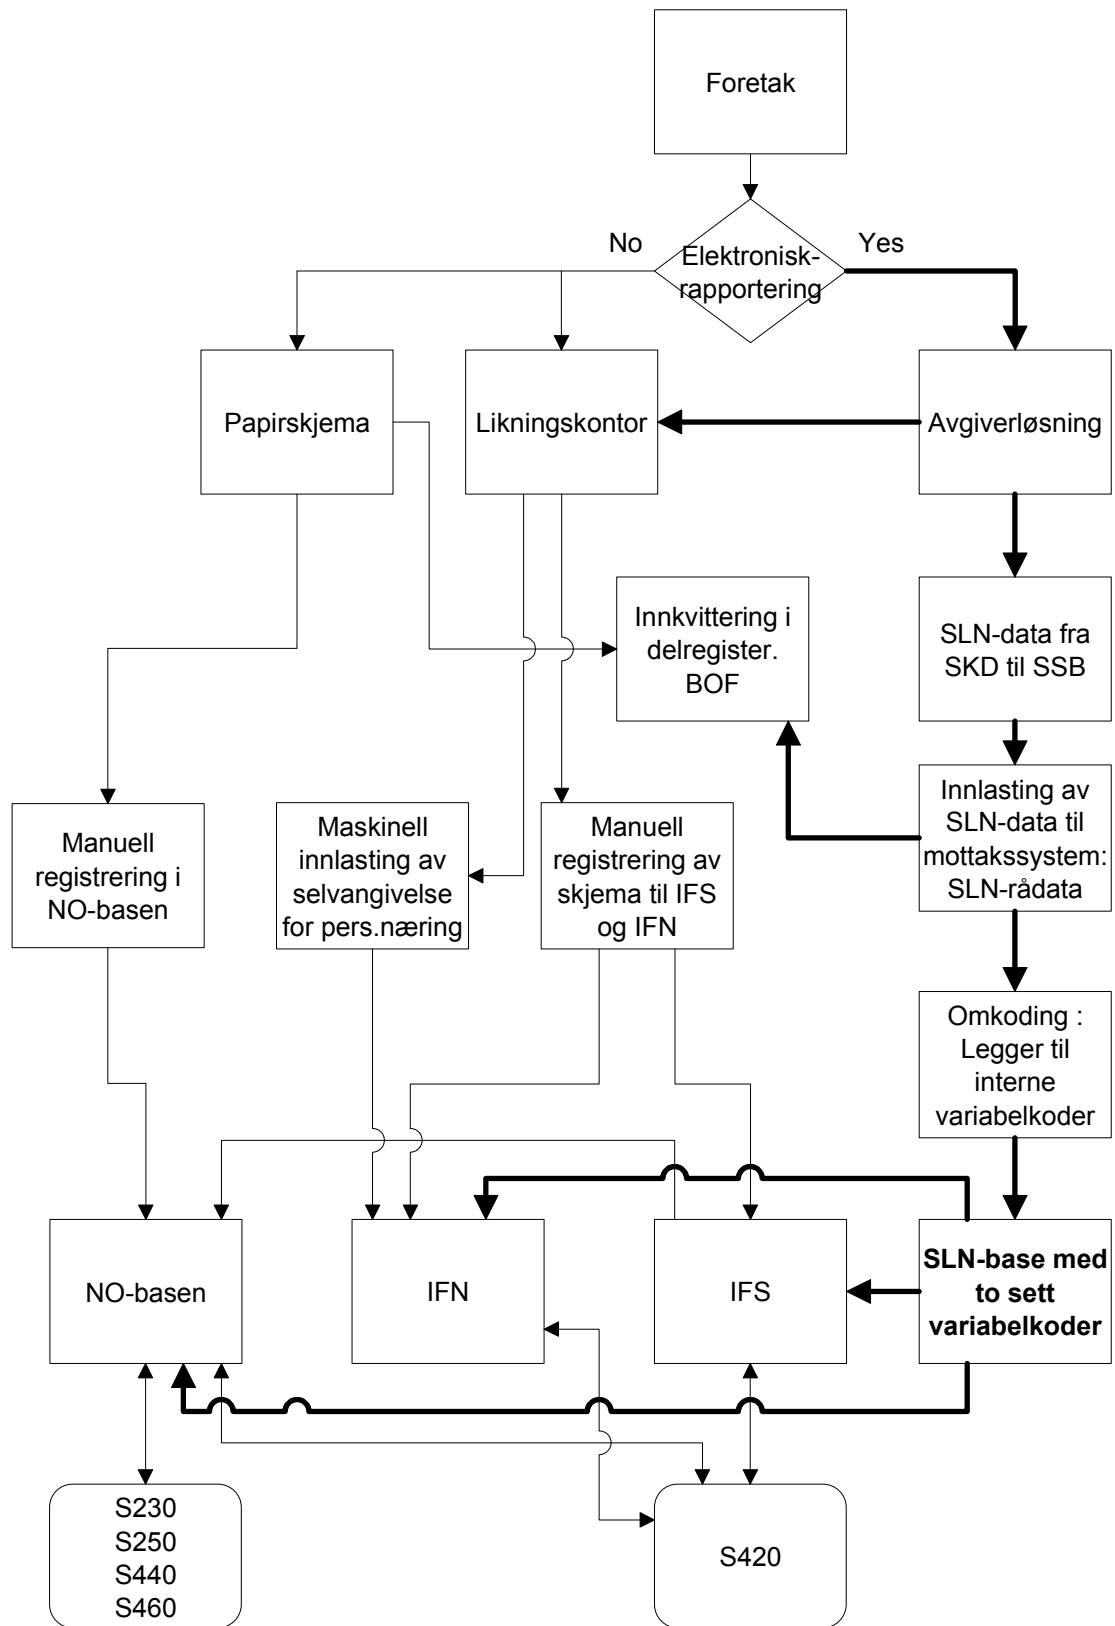 Foretak
No
Yes
Elektronisk-
rapportering
Papirskjema
Likningskontor
Avgiverløsning
Innkvittering i
delregister.
BOF
SLN-data fra
SKD til SSB
Manuell
registrering i
NO-basen
Maskinell
innlasting av
selvangivelse
for pers.næring
Manuell
registrering av
skjema til IFS
og IFN
Innlasting av
SLN-data til
mottakssystem:
SLN-rådata
Omkoding :
Legger til
interne
variabelkoder
NO-basen
IFN
IFS
SLN-base med
to sett
variabelkoder
S230
S250
S440
S460
S420